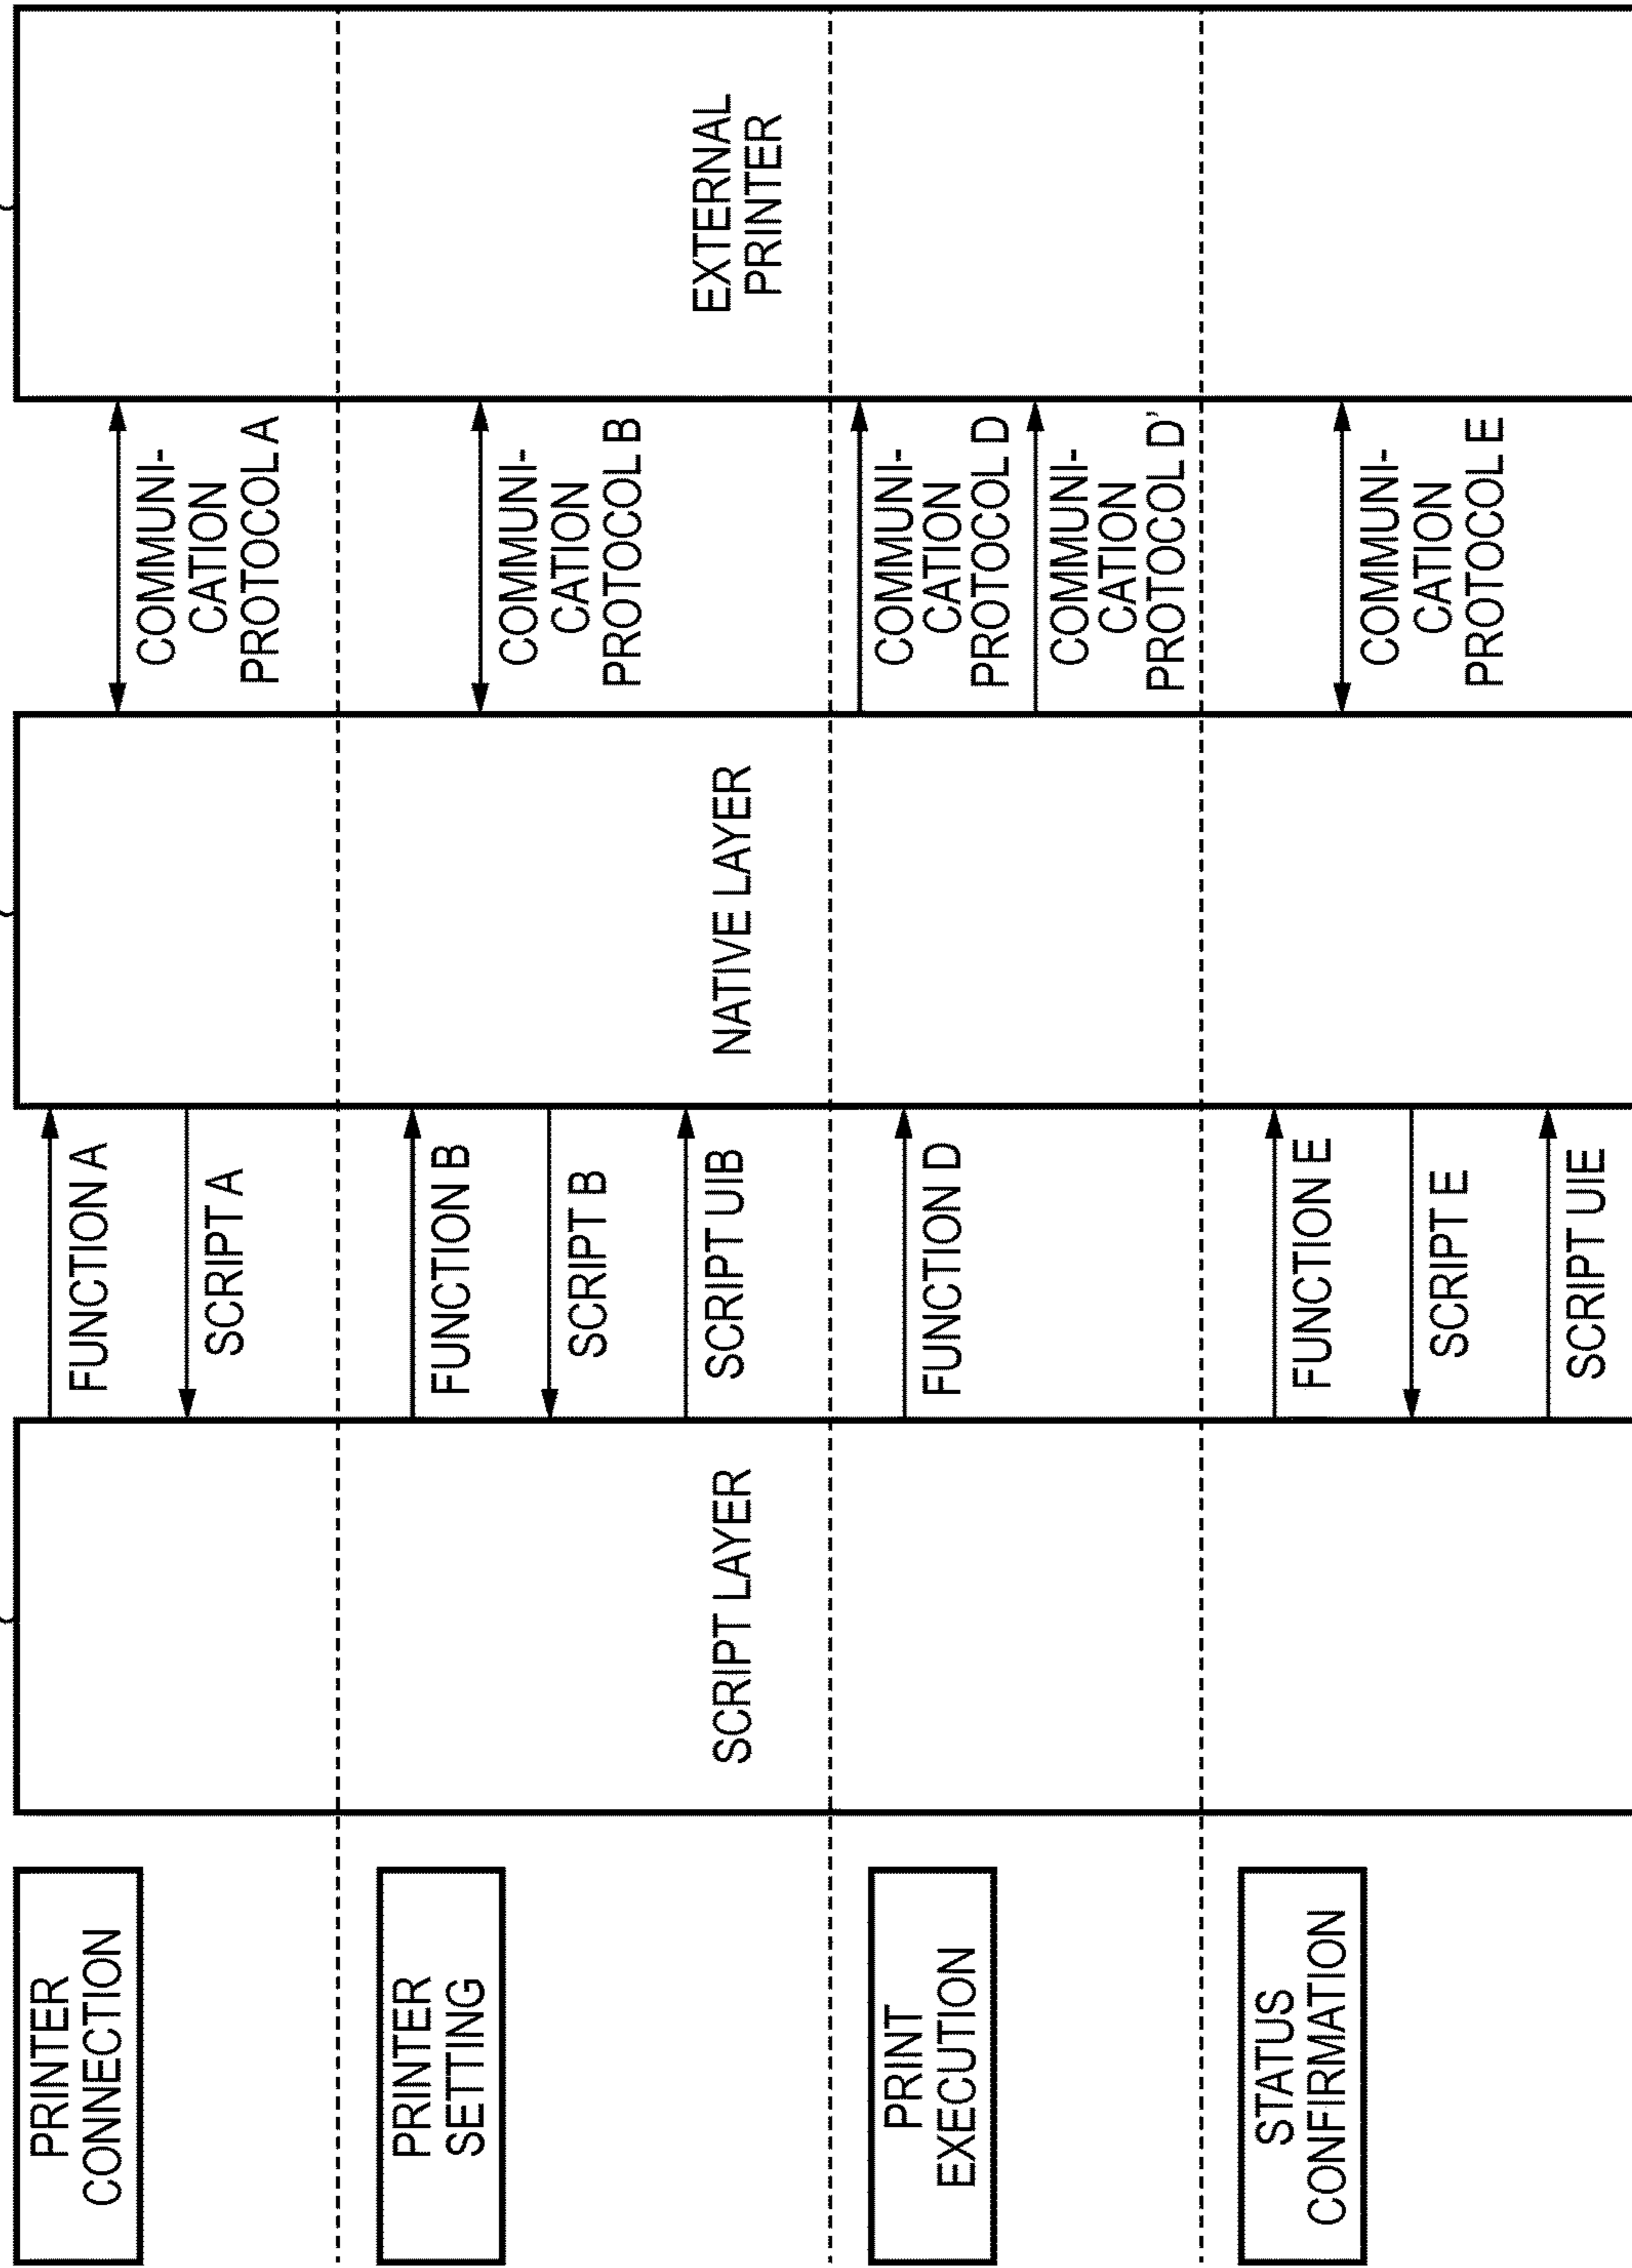 PRINTER
CONNECTION
FUNCTION A
SCRIPT A
COMMUNI-
CATION
PROTOCOL A
PRINTER
SETTING
FUNCTION B
SCRIPT B
SCRIPT UIB
COMMUNI-
CATION
PROTOCOL B
SCRIPT LAYER
NATIVE LAYER
EXTERNAL
PRINTER
PRINT
EXECUTION
FUNCTION D
COMMUNI-
CATION
PROTOCOL D
COMMUNI-
CATION
PROTOCOL D'
STATUS
CONFIRMATION
FUNCTION E
SCRIPT E
SCRIPT UIE
COMMUNI-
CATION
PROTOCOL E